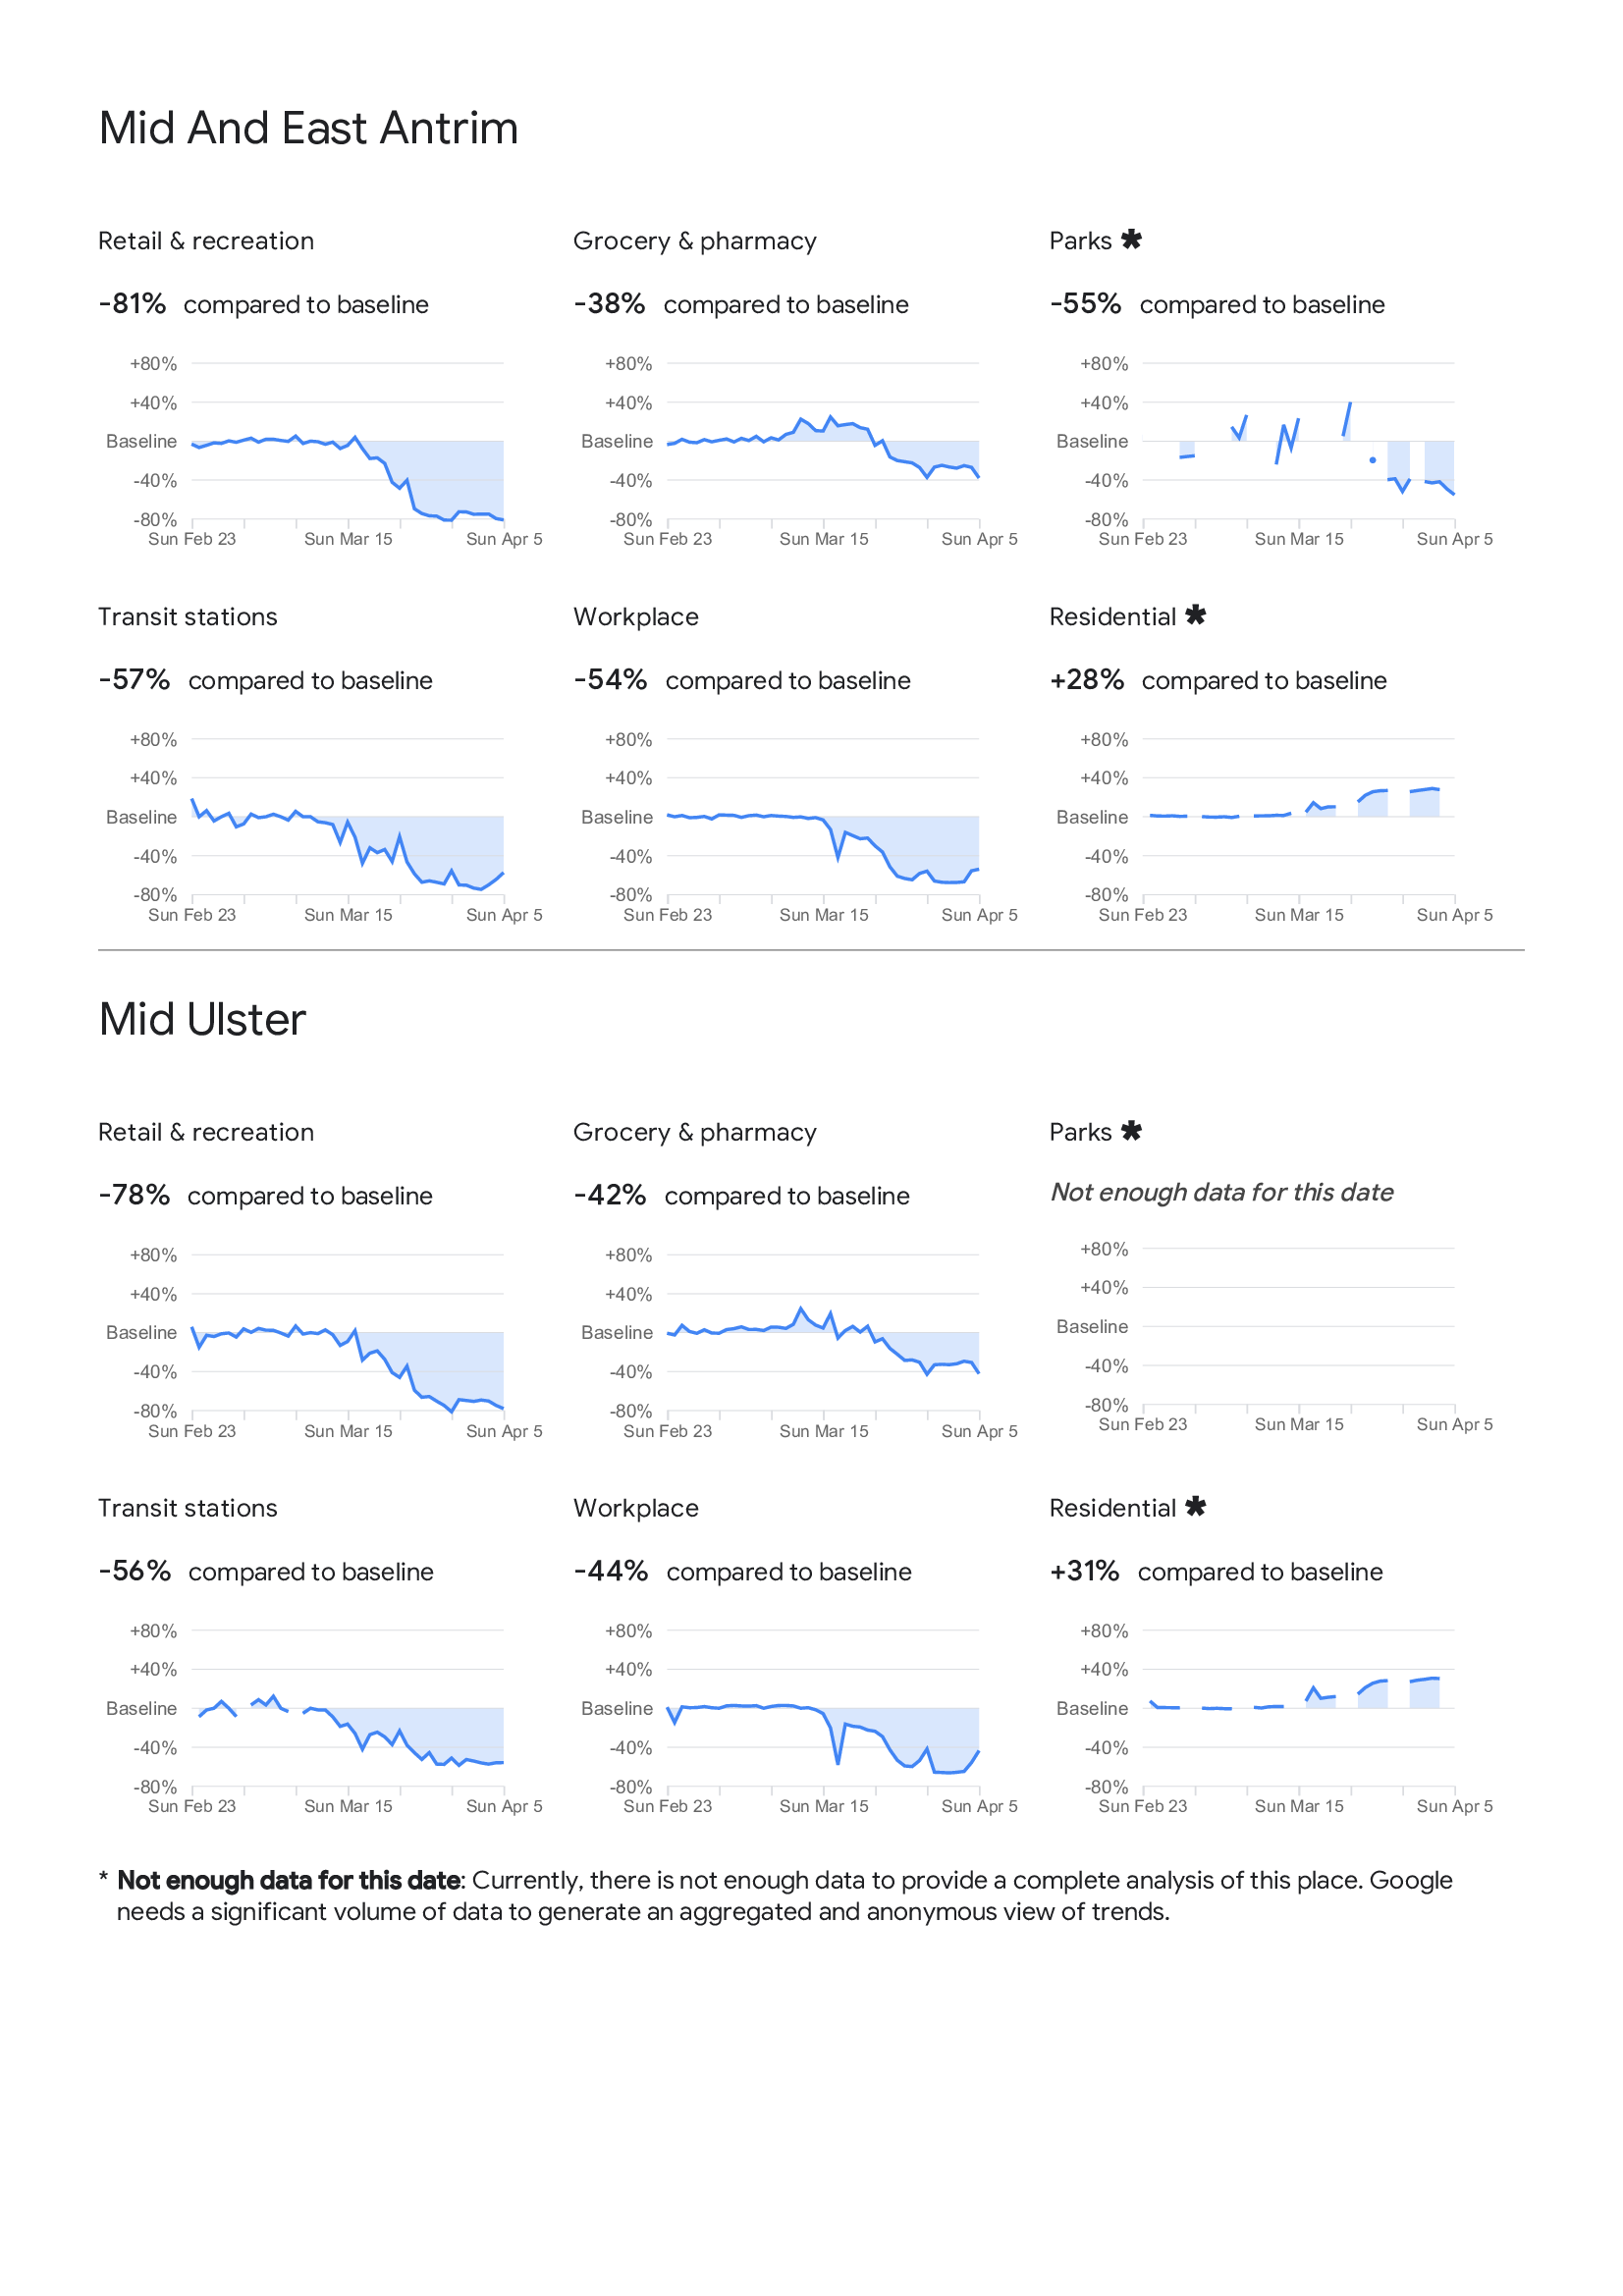 Mid And East Antrim
Retail & recreation
-81% compared to baseline
+80%
+40%
Baseline
-40%
-80%
Sun Feb 23
Sun Mar 15
Sun Apr 5
Grocery & pharmacy
-38% compared to baseline
+80%
+40%
Baseline
-40%
-80%
Sun Feb 23
Sun Mar 15
Sun Apr 5
Parks *
-55% compared to baseline
+80%
+40%
Baseline
-40%
-80%
Sun Feb 23
Sun Mar 15
Sun Apr 5
Transit stations
-57% compared to baseline
+80%
+40%
Baseline
-40%
-80%
Sun Feb 23
Sun Mar 15
Sun Apr 5
Workplace
-54% compared to baseline
+80%
+40%
Baseline
-40%
-80%
Sun Feb 23
Sun Mar 15
Sun Apr 5
Residential *
+28% compared to baseline
+80%
+40%
Baseline
-40%
-80%
Sun Feb 23
Sun Mar 15
Sun Apr 5
Mid Ulster
Retail & recreation
-78% compared to baseline
+80%
+40%
Baseline
-40%
-80%
Sun Feb 23
Sun Mar 15
Sun Apr 5
Grocery & pharmacy
-42% compared to baseline
+80%
+40%
Baseline
-40%
-80%
Sun Feb 23
Sun Mar 15
Sun Apr 5
Parks *
Not enough data for this date
+80%
+40%
Baseline
-40%
-80%
Sun Feb 23
Sun Mar 15
Sun Apr 5
Transit stations
-56% compared to baseline
+80%
+40%
Baseline
-40%
-80%
Sun Feb 23
Sun Mar 15
Sun Apr 5
Workplace
-44% compared to baseline
+80%
+40%
Baseline
-40%
-80%
Sun Feb 23
Sun Mar 15
Sun Apr 5
Residential *
+31% compared to baseline
+80%
+40%
Baseline
-40%
-80%
Sun Feb 23
Sun Mar 15
Sun Apr 5
* Not enough data for this date: Currently, there is not enough data to provide a complete analysis of this place. Google
needs a significant volume of data to generate an aggregated and anonymous view of trends.